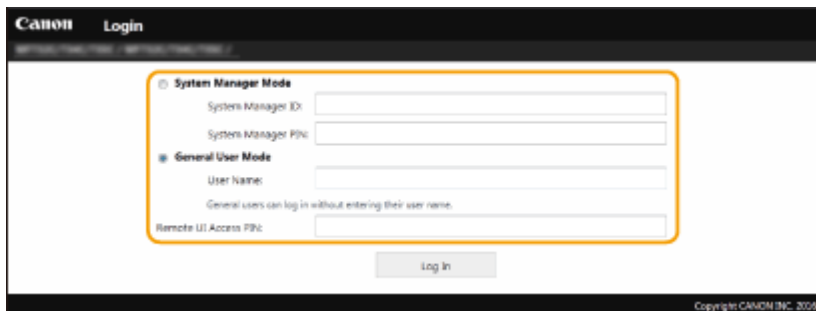 Canon Login
System Manager Mode
System Manager ID:
System Manager PIN:
General User Mode
User Name:
General users can log in without entering their user name.
Remote UI Access PIN:
Log In
Copyright CANON INC. 2016